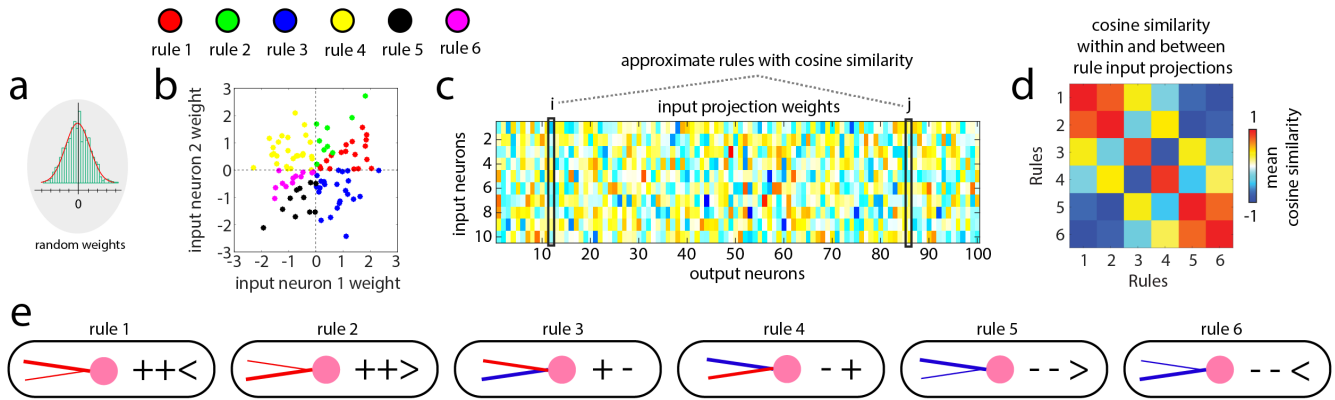 rule 1 rule 2 rule 3 rule 4 rule 5 rule 6
a
0
random weights
b
input neuron 2 weight
3
2
1
0
-1
-2
-3
-3 -2 -1 0 1 2 3
input neuron 1 weight
c
approximate rules with cosine similarity
i
input projection weights
j
input neurons
2
4
6
8
10
10 20 30 40 50 60 70 80 90 100
output neurons
d
cosine similarity
within and between
rule input projections
Rules
1
2
3
4
5
6
1 2 3 4 5 6
Rules
1
-1
mean
cosine similarity
e
rule 1 rule 2 rule 3 rule 4 rule 5 rule 6
++< ++> + - - + - - > - - <